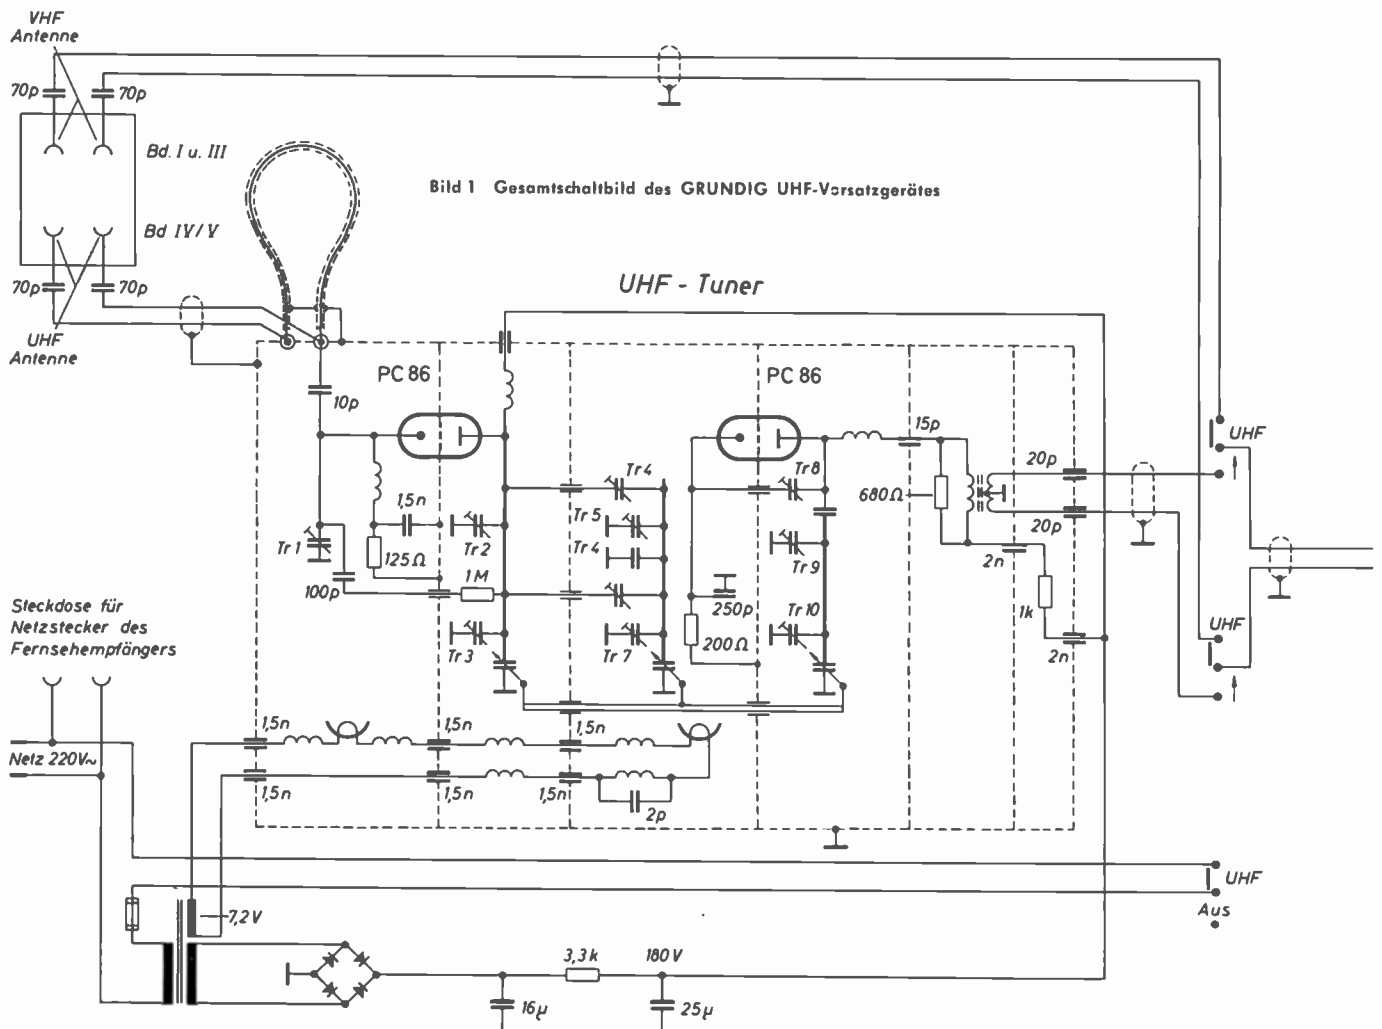 VHF
Antenne
70p
70p
Bd. I u. III
Bild 1 Gesamtschaltbild des GRUNDIG UHF-Vorsatzgerätes
Bd IV/V
70p
70p
UHF
Antenne
UHF - Tuner
PC 86
PC 86
10p
15p
UHF
Tr 4
Tr 8
20p
680Ω
1,5n
Tr 5
20p
Tr 1
Tr 2
125Ω
Tr 4
Tr 9
2n
100p
1M
250p
Tr 10
1k
Steckdose für
Netzstecker des
Fernsehempfängers
UHF
Tr 3
Tr 7
200Ω
2n
1,5n
1,5n
1,5n
Netz 220V~
1,5n
1,5n
1,5n
2p
7,2V
UHF
Aus
3,3k
180V
16µ
25µ